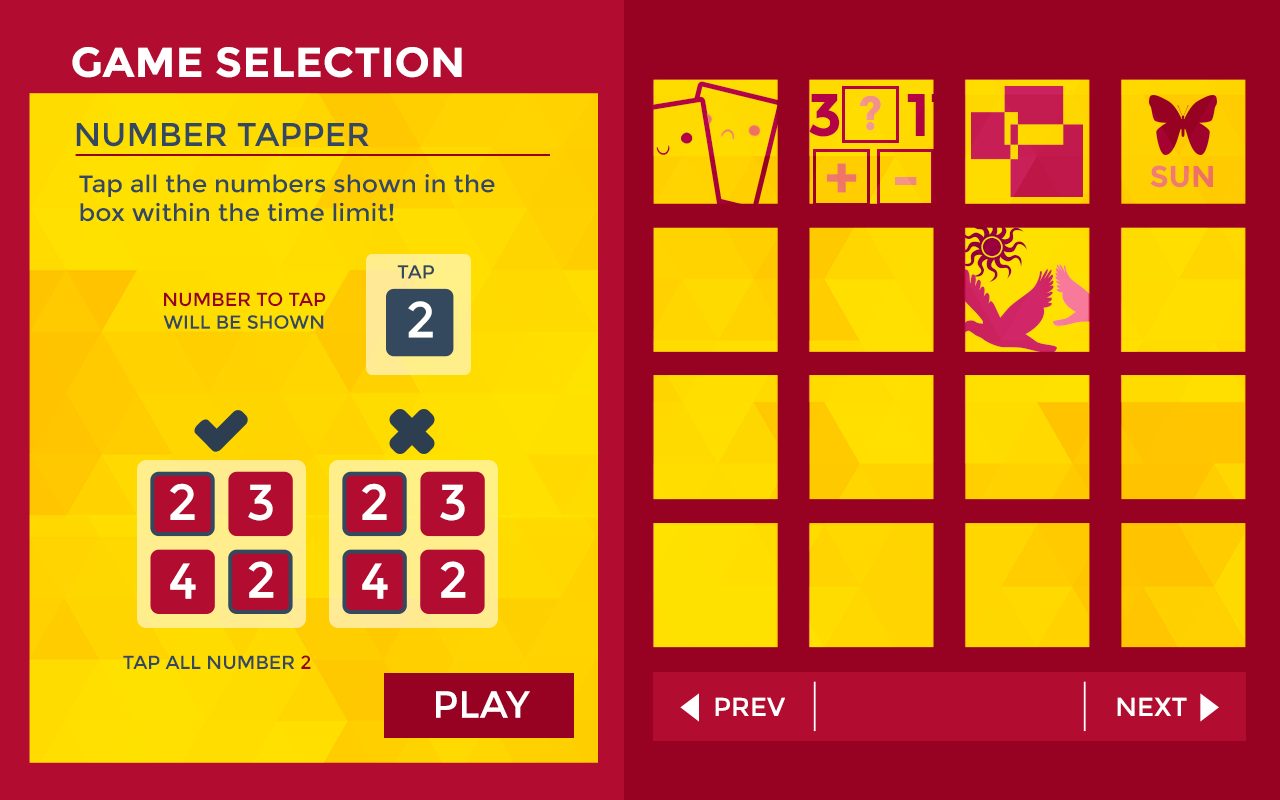 GAME SELECTION
NUMBER TAPPER
Tap all the numbers shown in the
box within the time limit!
NUMBER TO TAP
WILL BE SHOWN
TAP
2
2 3
4 2
2 3
4 2
TAP ALL NUMBER 2
PLAY
3 ? 1
+ -
SUN
PREV
NEXT